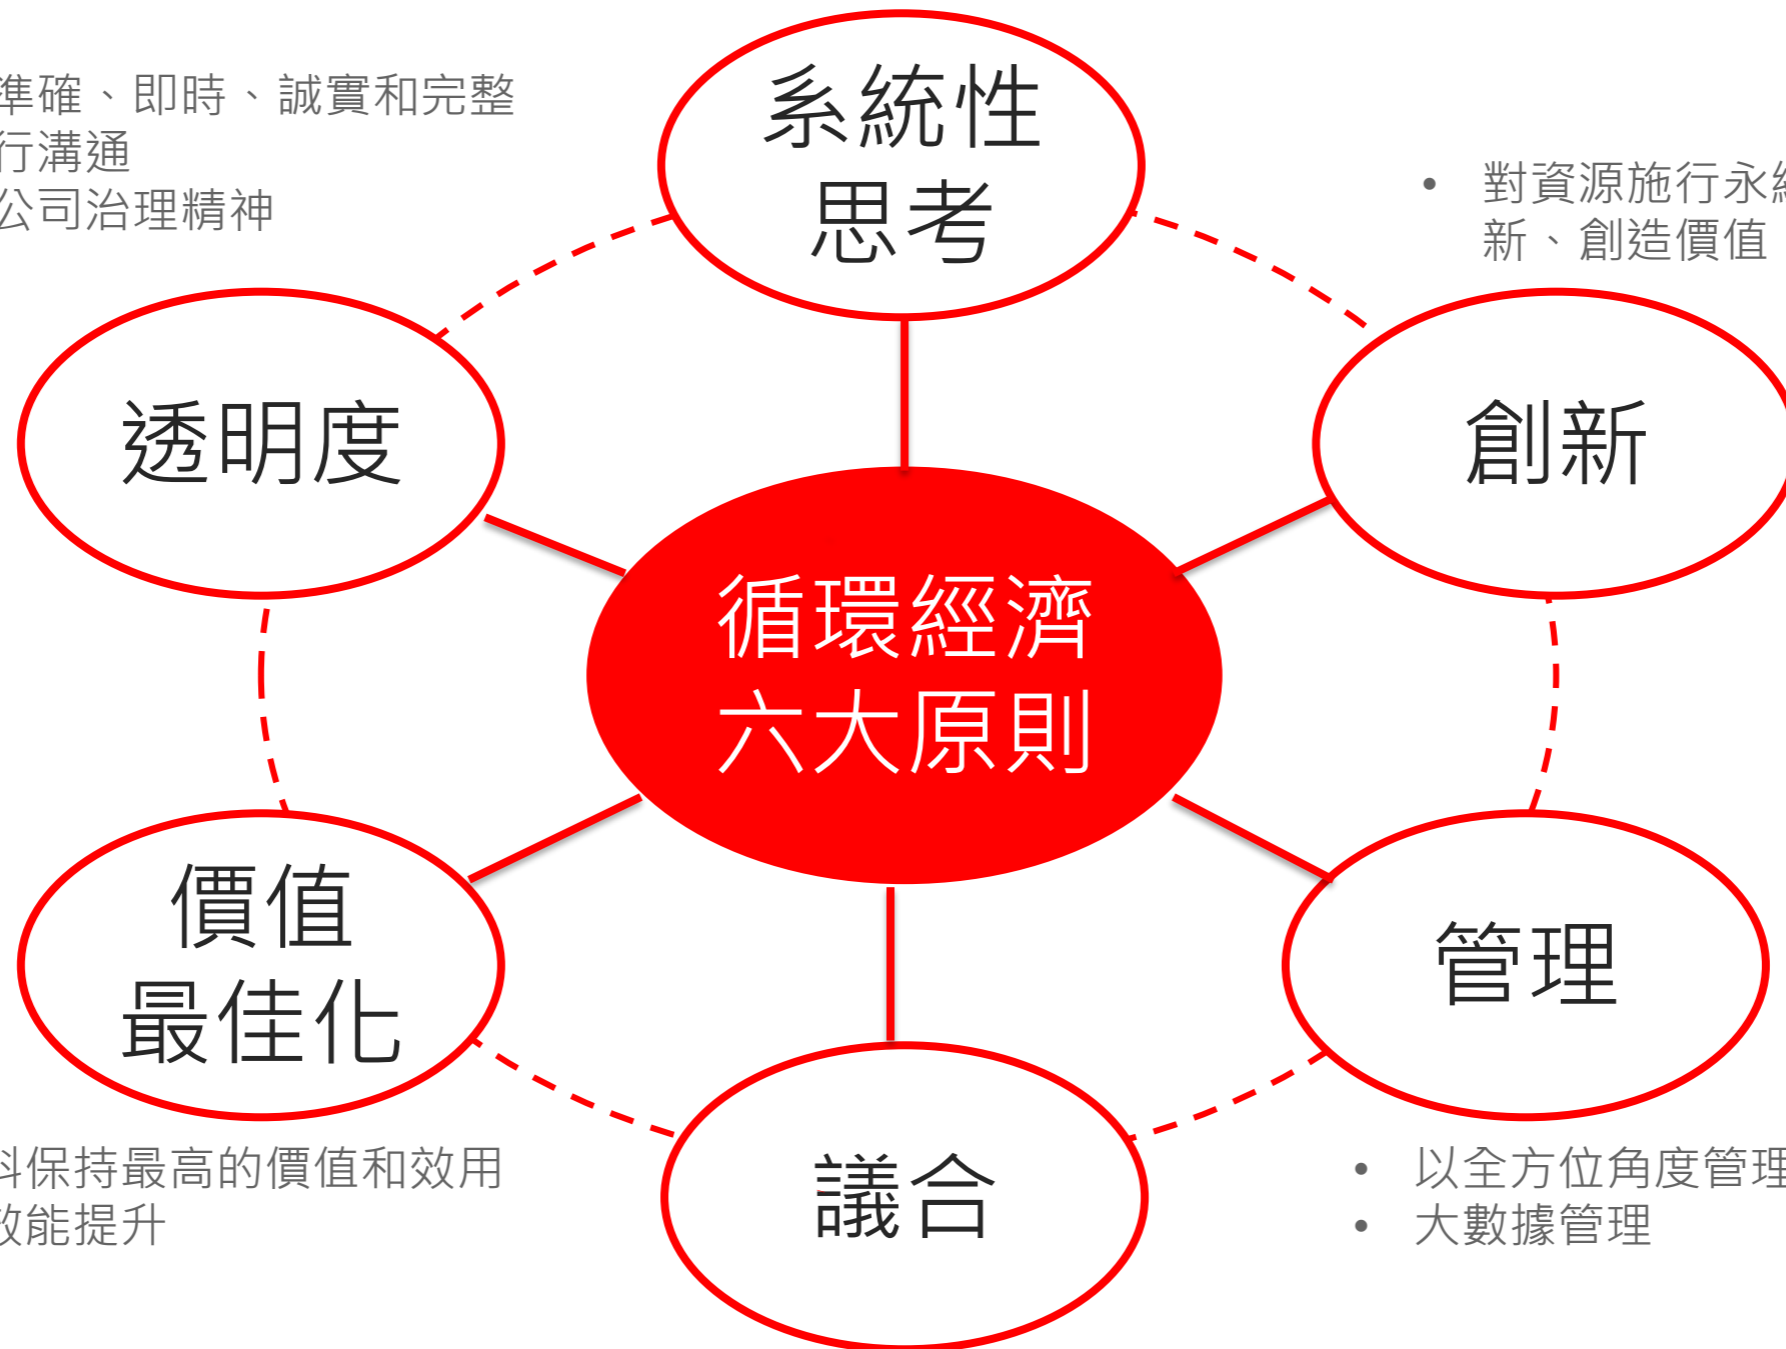 系統性
思考
準確、即時、誠實和完整
行溝通
公司治理精神
• 對資源施行永
新、創造價值
透明度
創新
循環經濟
六大原則
價值
最佳化
管理
議合
保持最高的價值和效用
效能提升
• 以全方位角度管理
• 大數據管理